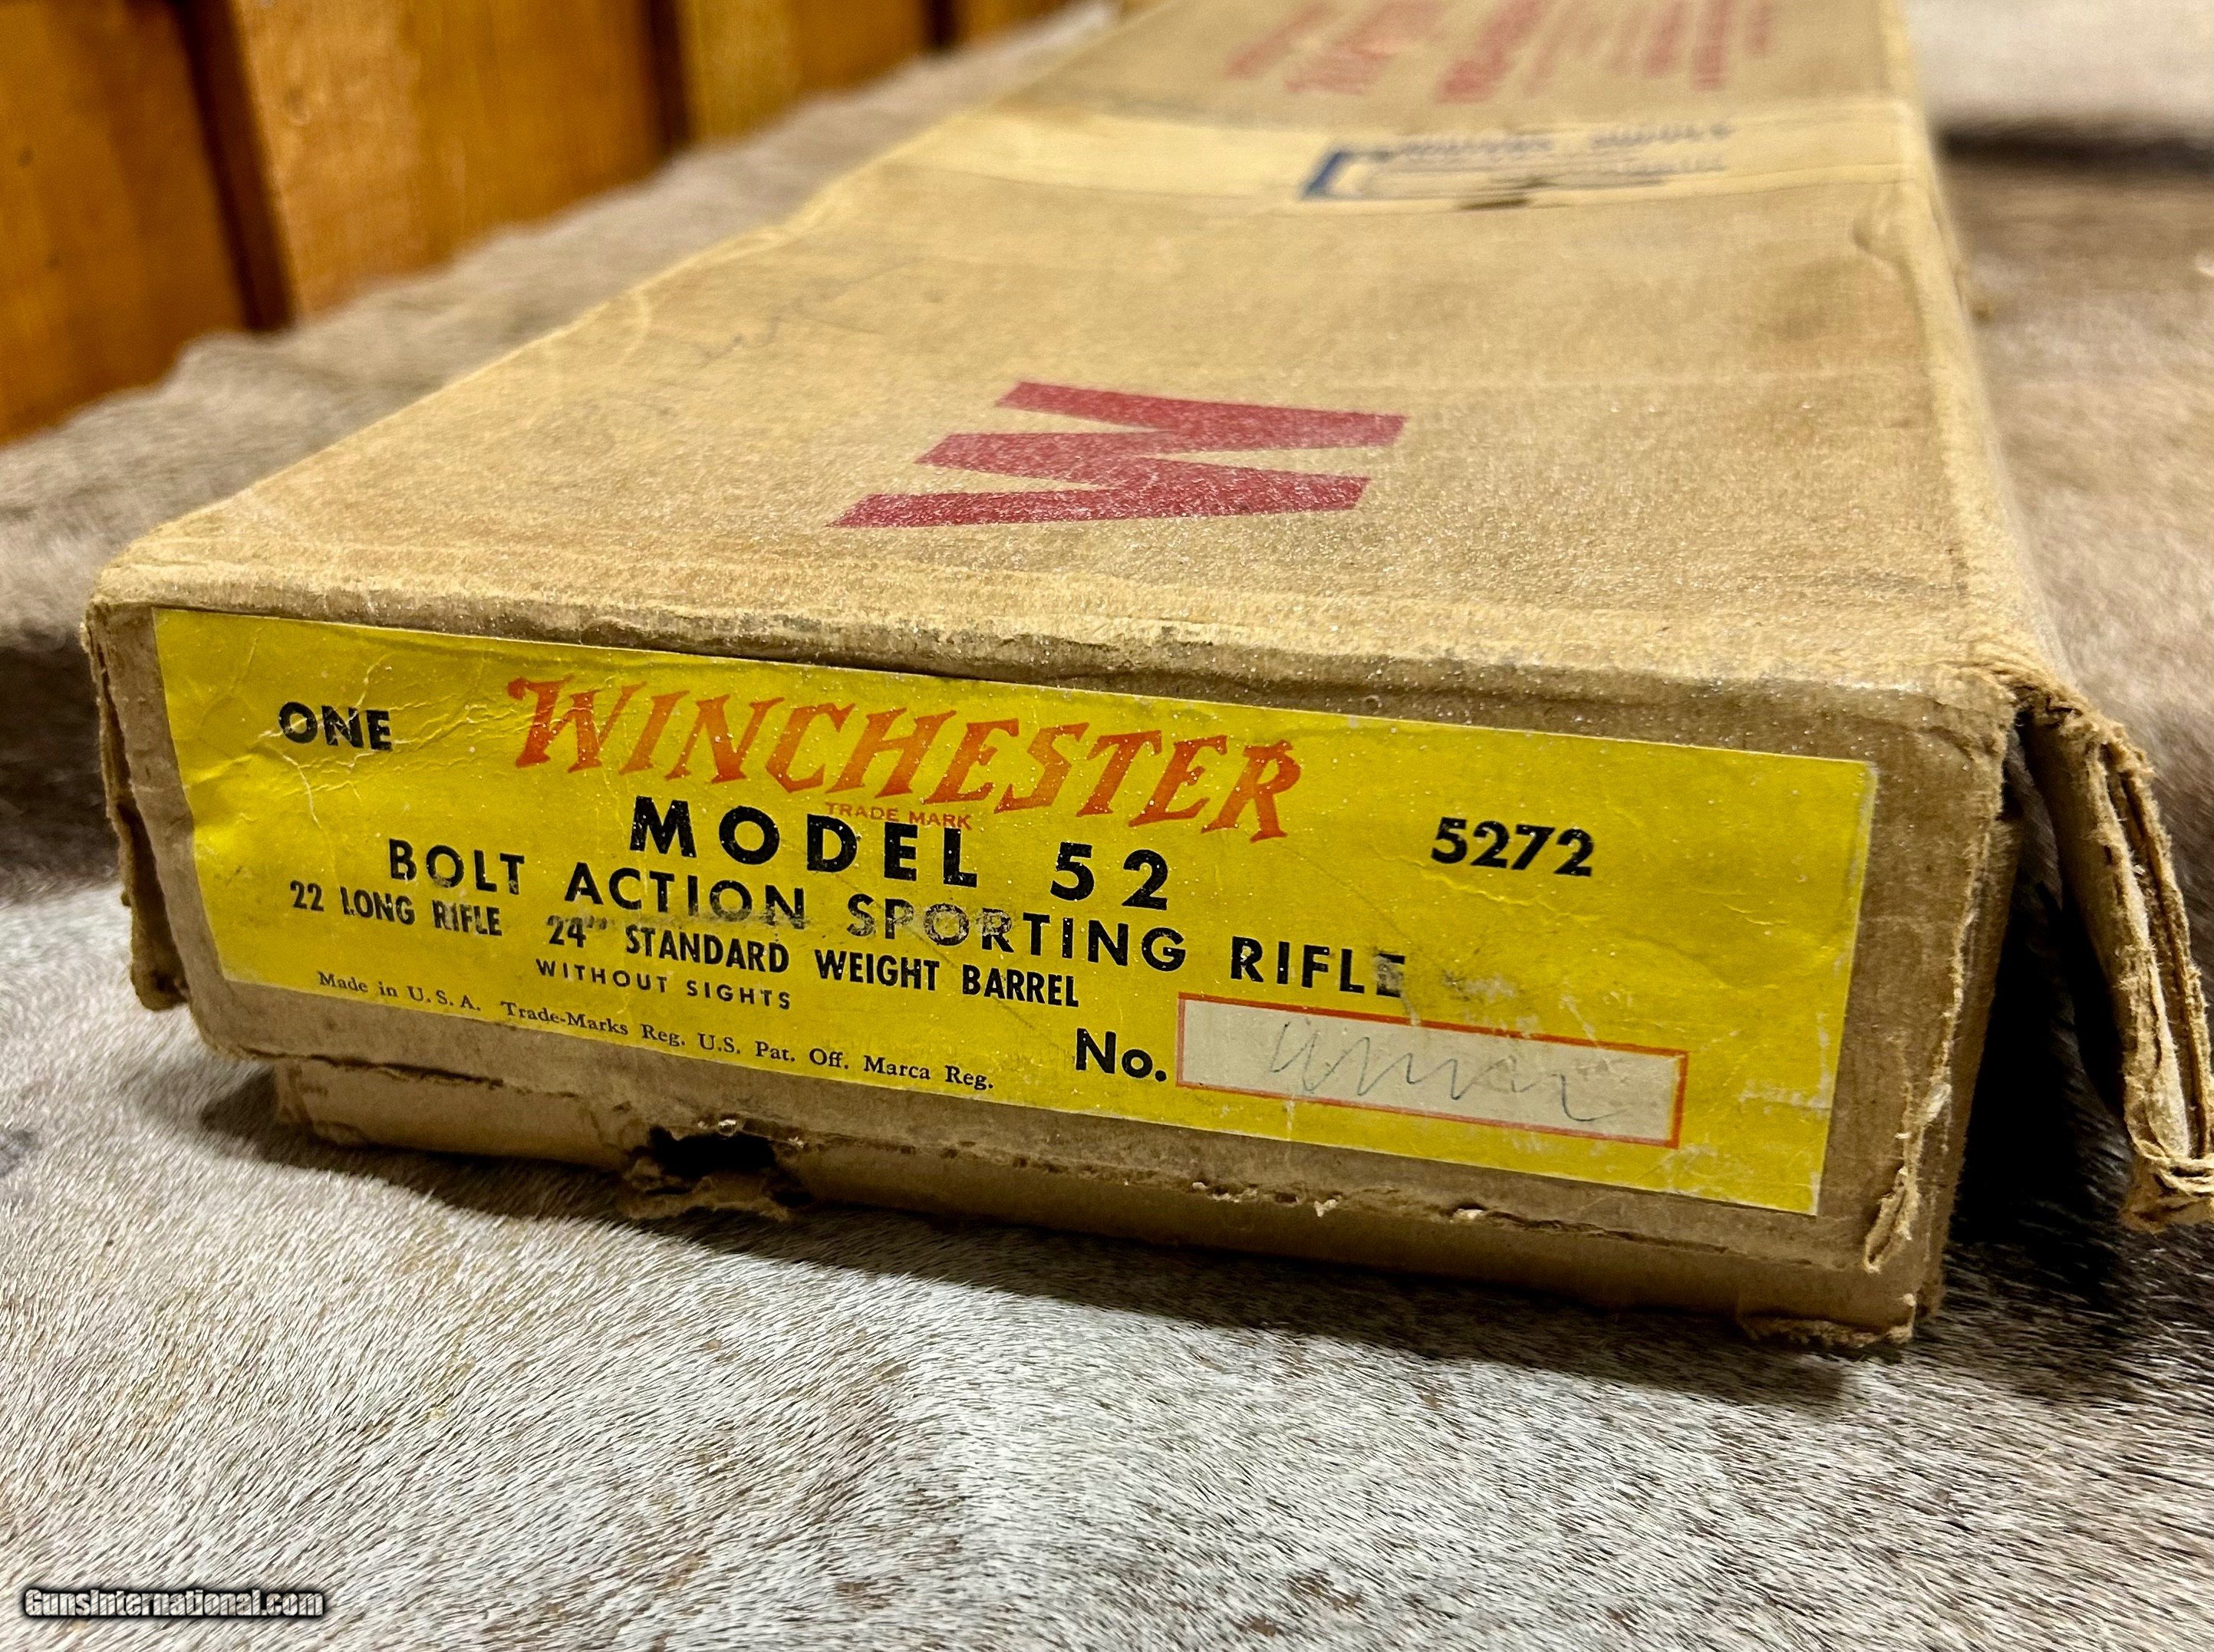 W
ONE WINCHESTER
TRADE MARK
MODEL 52 5272
BOLT ACTION SPORTING RIFLE
22 LONG RIFLE 24" STANDARD WEIGHT BARREL
WITHOUT SIGHTS
No.
Made in U.S.A. Trade-Marks Reg. U.S. Pat. Off. Marca Reg.
GunsInternational.com